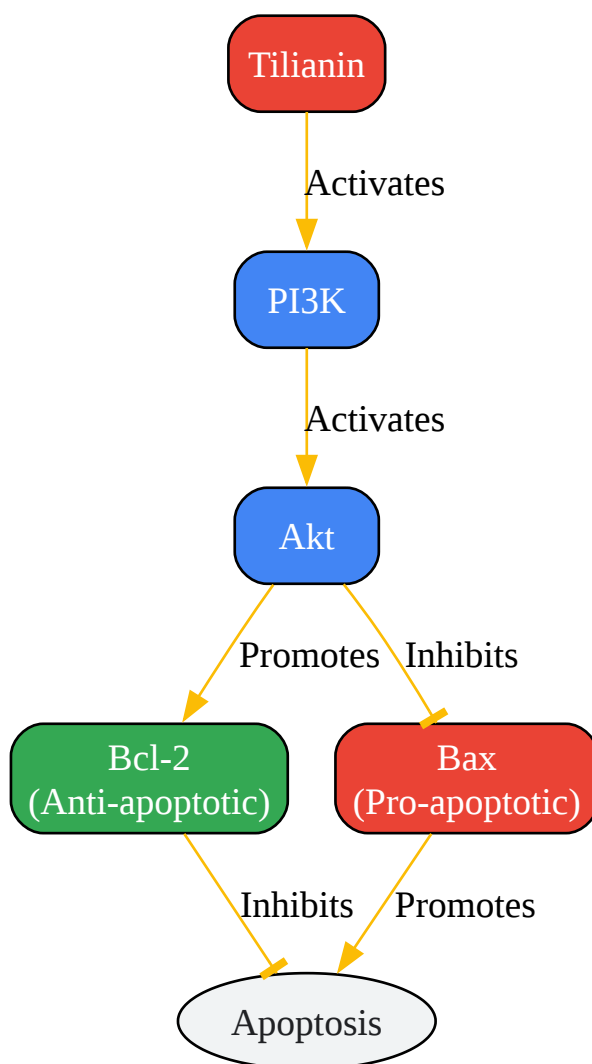 Tilianin
Activates
PI3K
Activates
Akt
Promotes
Inhibits
Bcl-2
(Anti-apoptotic)
Bax
(Pro-apoptotic)
Inhibits
Promotes
Apoptosis